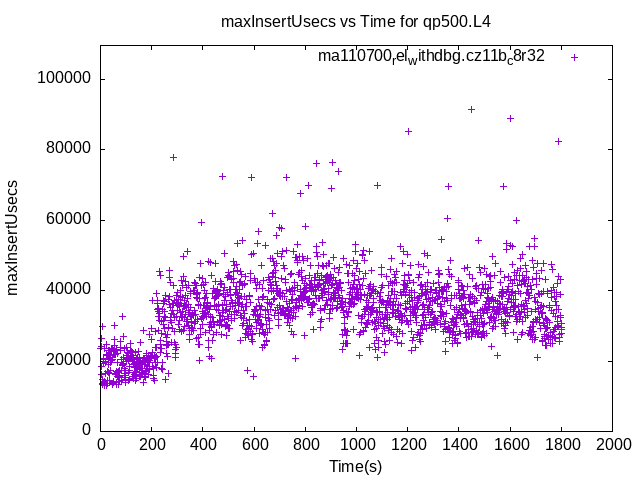 maxInsertUsecs vs Time for qp500.L4
ma110700relwithdbg.cz11bc8r32
100000
80000
60000
40000
20000
0
maxInsertUsecs
0 200 400 600 800 1000 1200 1400 1600 1800 2000
Time(s)